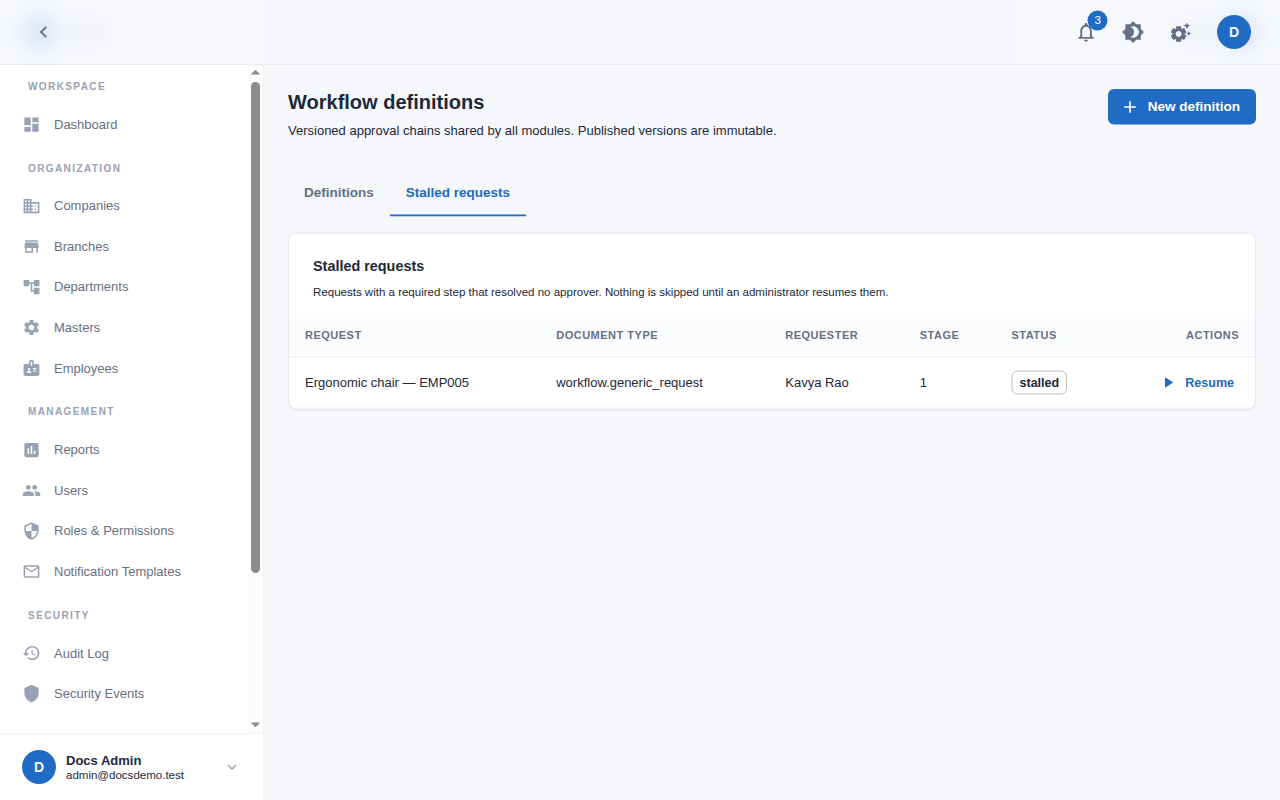 3
D
WORKSPACE
Dashboard
ORGANIZATION
Companies
Branches
Departments
Masters
Employees
MANAGEMENT
Reports
Users
Roles & Permissions
Notification Templates
SECURITY
Audit Log
Security Events
D
Docs Admin
admin@docsdemo.test
Workflow definitions
Versioned approval chains shared by all modules. Published versions are immutable.
New definition
Definitions
Stalled requests
Stalled requests
Requests with a required step that resolved no approver. Nothing is skipped until an administrator resumes them.
REQUEST DOCUMENT TYPE REQUESTER STAGE STATUS ACTIONS
Ergonomic chair — EMP005 workflow.generic_request Kavya Rao 1 stalled Resume